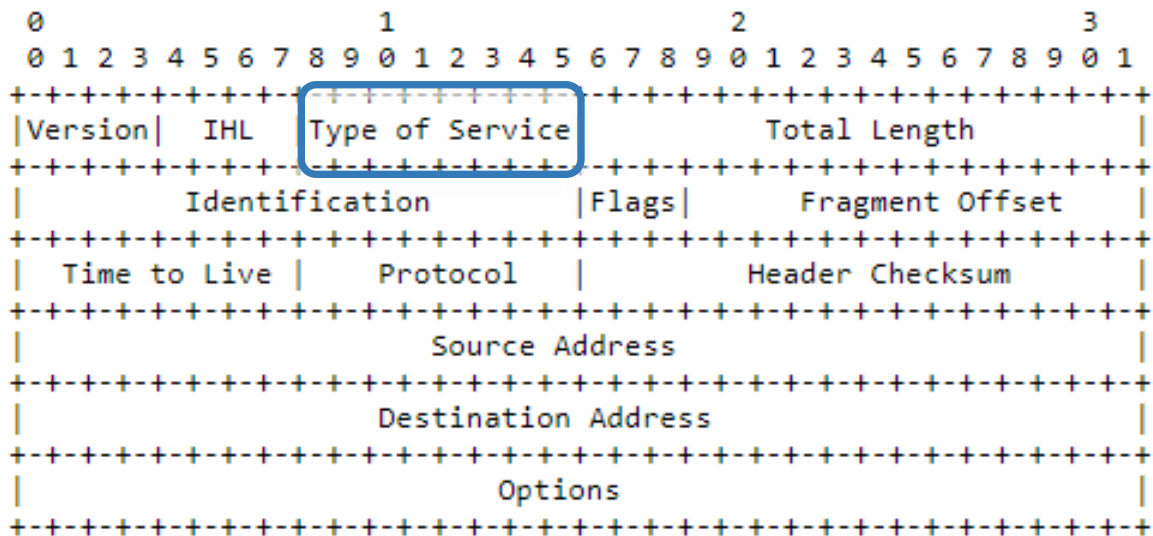 0                   1                   2                   3
0 1 2 3 4 5 6 7 8 9 0 1 2 3 4 5 6 7 8 9 0 1 2 3 4 5 6 7 8 9 0 1
+-+-+-+-+-+-+-+-+-+-+-+-+-+-+-+-+-+-+-+-+-+-+-+-+-+-+-+-+-+-+-+-+
|Version|  IHL  |Type of Service|          Total Length         |
+-+-+-+-+-+-+-+-+-+-+-+-+-+-+-+-+-+-+-+-+-+-+-+-+-+-+-+-+-+-+-+-+
|         Identification        |Flags|      Fragment Offset    |
+-+-+-+-+-+-+-+-+-+-+-+-+-+-+-+-+-+-+-+-+-+-+-+-+-+-+-+-+-+-+-+-+
|  Time to Live |    Protocol   |         Header Checksum       |
+-+-+-+-+-+-+-+-+-+-+-+-+-+-+-+-+-+-+-+-+-+-+-+-+-+-+-+-+-+-+-+-+
|                       Source Address                          |
+-+-+-+-+-+-+-+-+-+-+-+-+-+-+-+-+-+-+-+-+-+-+-+-+-+-+-+-+-+-+-+-+
|                    Destination Address                        |
+-+-+-+-+-+-+-+-+-+-+-+-+-+-+-+-+-+-+-+-+-+-+-+-+-+-+-+-+-+-+-+-+
|                           Options                             |
+-+-+-+-+-+-+-+-+-+-+-+-+-+-+-+-+-+-+-+-+-+-+-+-+-+-+-+-+-+-+-+-+